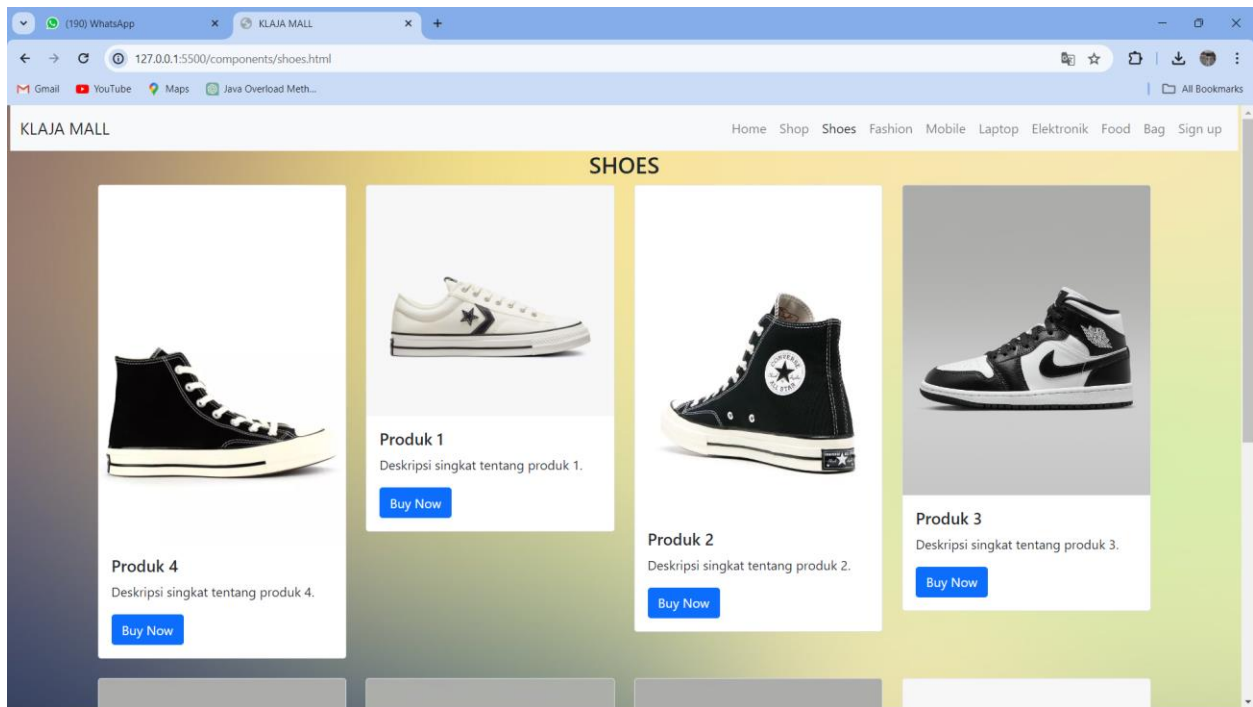 (190) WhatsApp
KLAJA MALL
127.0.0.1:5500/components/shoes.html
Gmail
YouTube
Maps
Java Overload Meth...
All Bookmarks
KLAJA MALL
Home Shop Shoes Fashion Mobile Laptop Elektronik Food Bag Sign up
SHOES
CONVERSE
ALL STAR
Produk 4
Deskripsi singkat tentang produk 4.
Buy Now
Produk 1
Deskripsi singkat tentang produk 1.
Buy Now
Produk 2
Deskripsi singkat tentang produk 2.
Buy Now
Produk 3
Deskripsi singkat tentang produk 3.
Buy Now